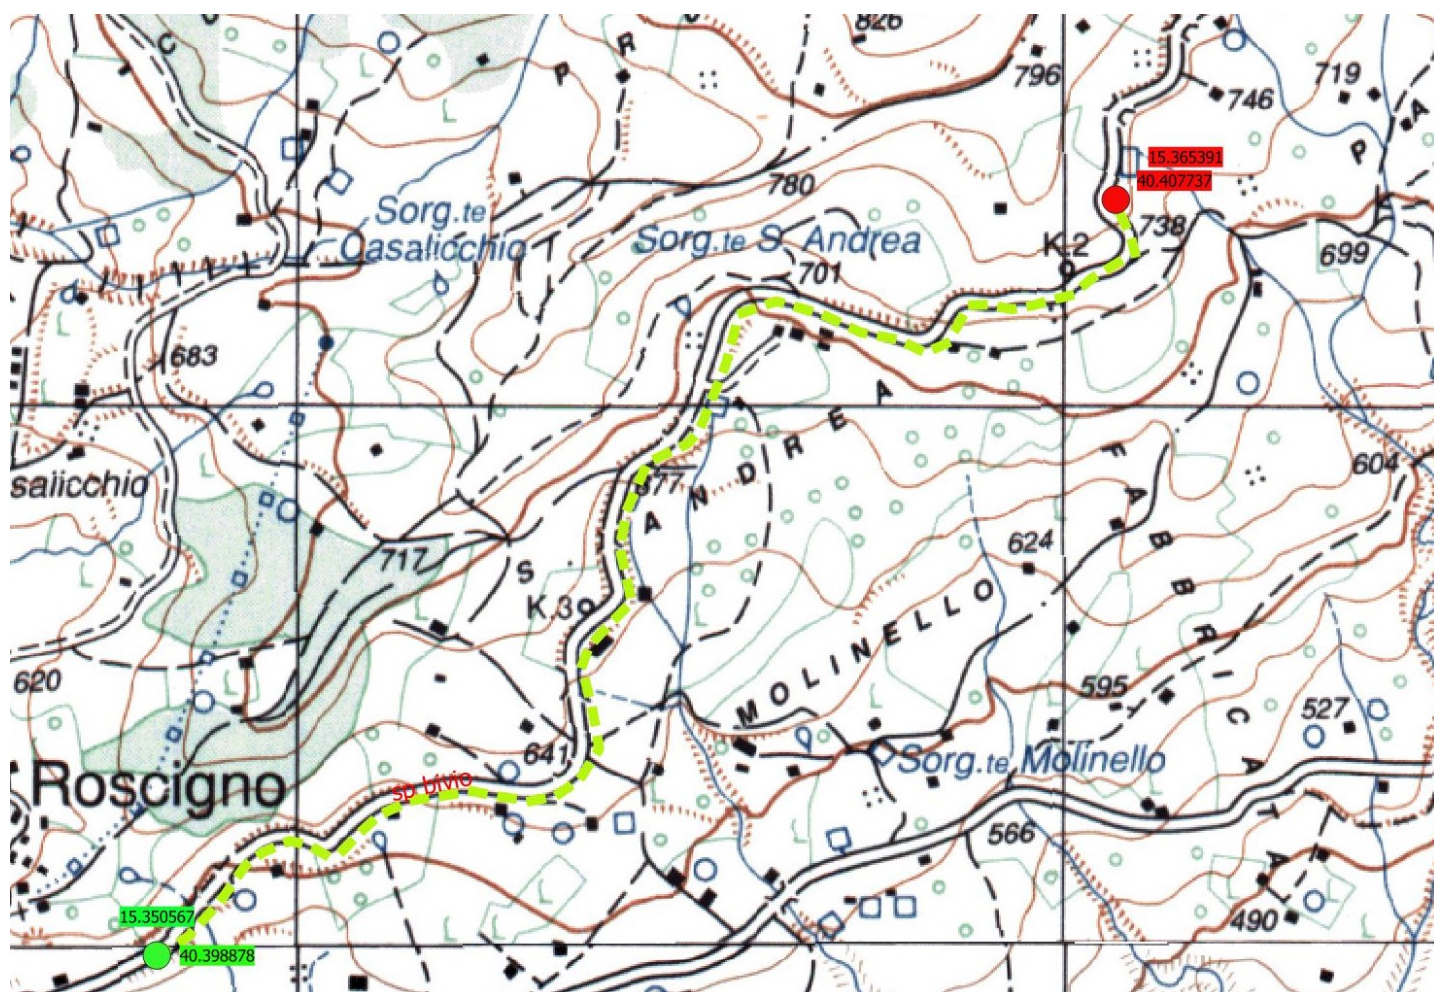 826
C
P
R
796
746
719
P
A
15.365391
40.407737
780
Sorg.te
Casalicchio
Sorg.te S. Andrea
K.2
738
699
701
683
A
E
R
D
N
A
S
salicchio
677
604
717
624
K.3
F
A
B
B
R
I
C
A
T
A
MOLINELLO
620
595
527
641
Sorg.te Molinello
Roscigno
sp bivio
566
490
15.350567
40.398878